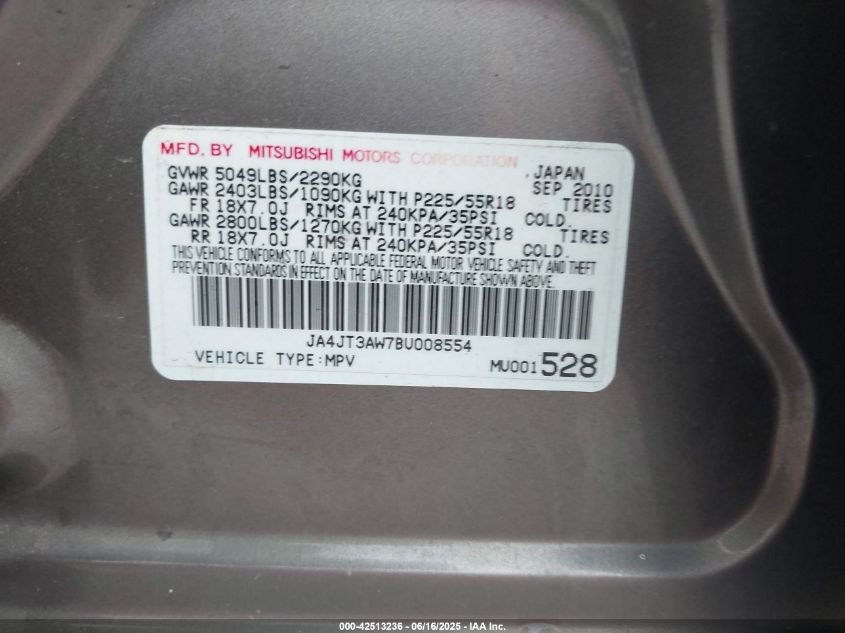 MFD. BY MITSUBISHI MOTORS CORPORATION
GVWR 5049LBS/2290KG . JAPAN SEP 2010
GAWR 2403LBS/1090KG WITH P225/55R18 TIRES
FR 18X7.0J RIMS AT 240KPA/35PSI COLD.
GAWR 2800LBS/1270KG WITH P225/55R18 TIRES
RR 18X7.0J RIMS AT 240KPA/35PSI COLD.
THIS VEHICLE CONFORMS TO ALL APPLICABLE FEDERAL MOTOR VEHICLE SAFETY AND THEFT
PREVENTION STANDARDS IN EFFECT ON THE DATE OF MANUFACTURE SHOWN ABOVE.
JA4JT3AW7BU008554
VEHICLE TYPE:MPV MU001528
000-42513236 - 06/16/2025 - IAA Inc.